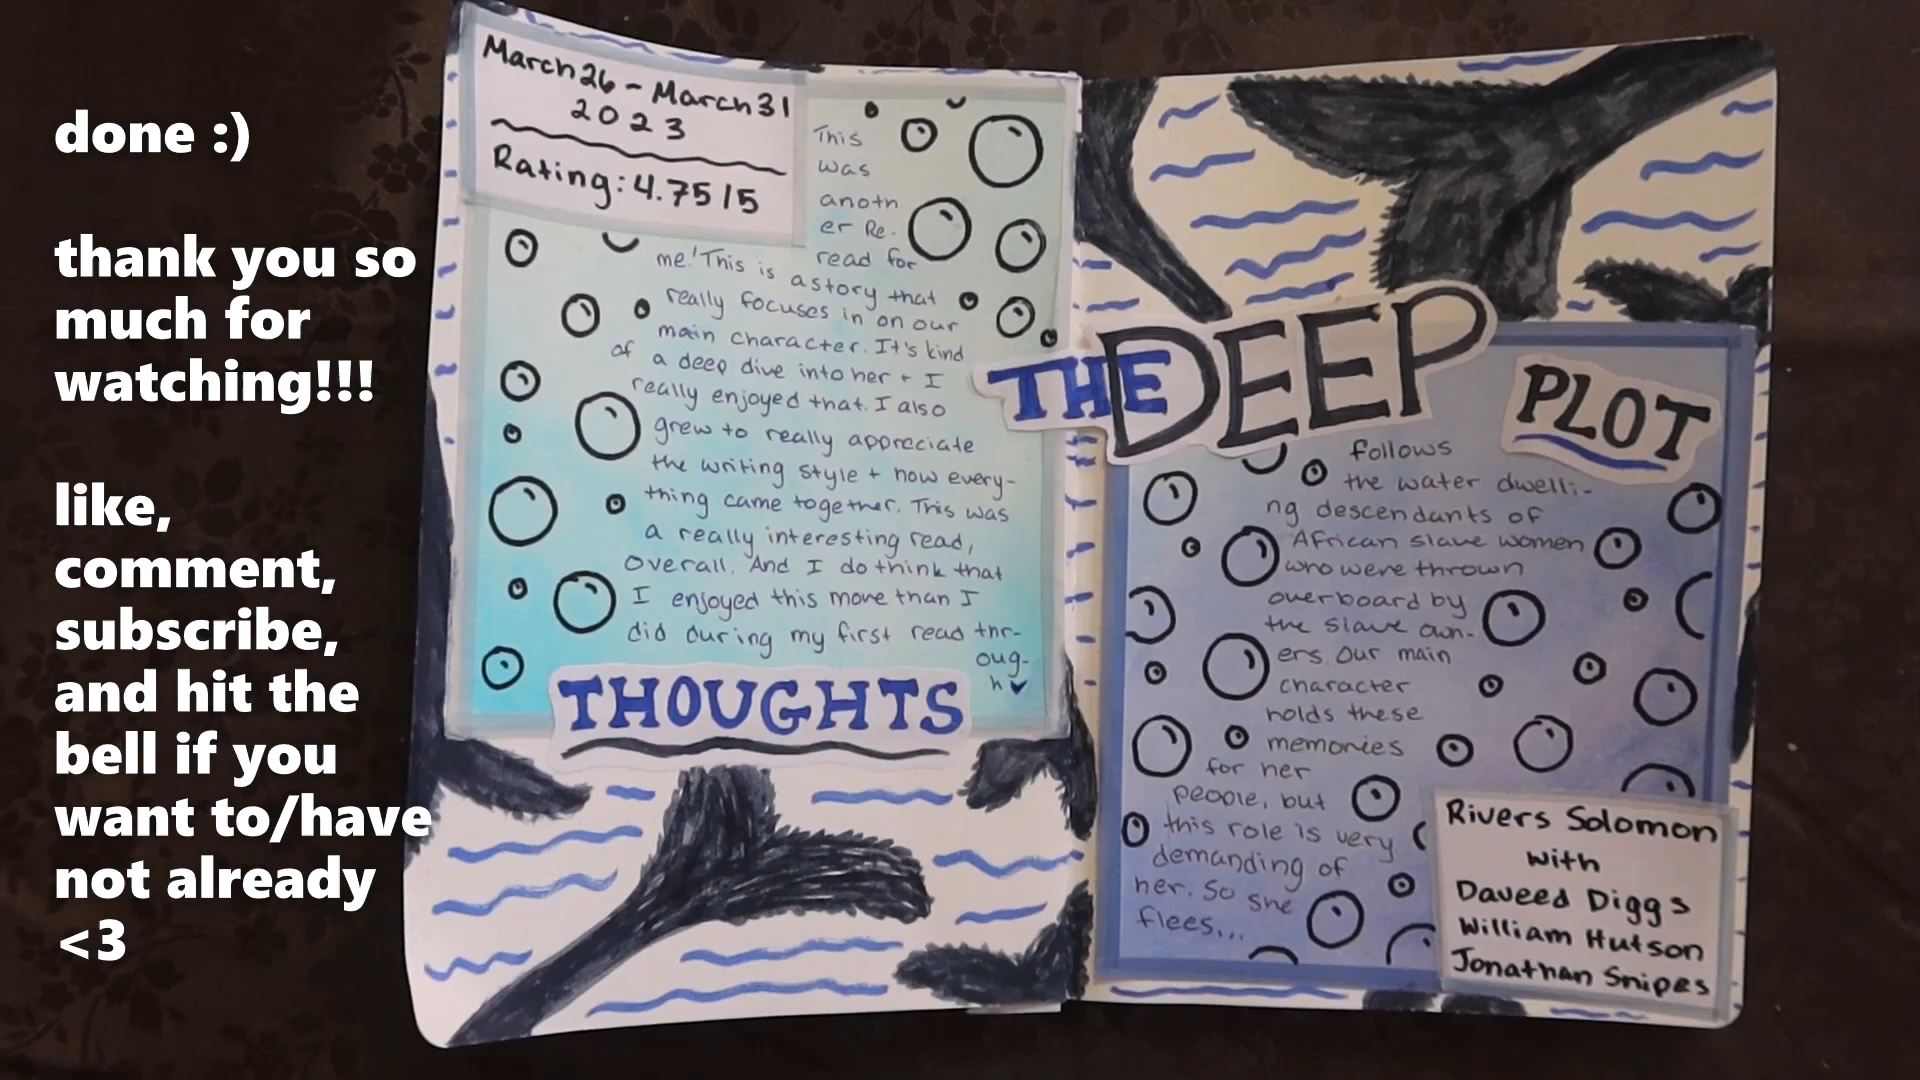 done :)
thank you so
much for
watching!!!
like,
comment,
subscribe,
and hit the
bell if you
want to/have
not already
<3
March 26 - March 31
2023
Rating: 4.75/5
This
was
anoth
er Re-
read for
me! This is a story that
really focuses in on our
main character. It's kind
of a deep dive into her + I
really enjoyed that. I also
grew to really appreciate
the writing style + how every-
thing came together. This was
a really interesting read,
overall. And I do think that
I enjoyed this more than I
did during my first read thr-
oug-
h
THOUGHTS
THE DEEP
PLOT
follows
the water dwelli-
ng descendants of
African slave women
who were thrown
overboard by
the slave own-
ers. Our main
character
holds these
memories
for her
people, but
this role is very
demanding of
her. So she
flees...
Rivers Solomon
with
Daveed Diggs
William Hutson
Jonathan Snipes